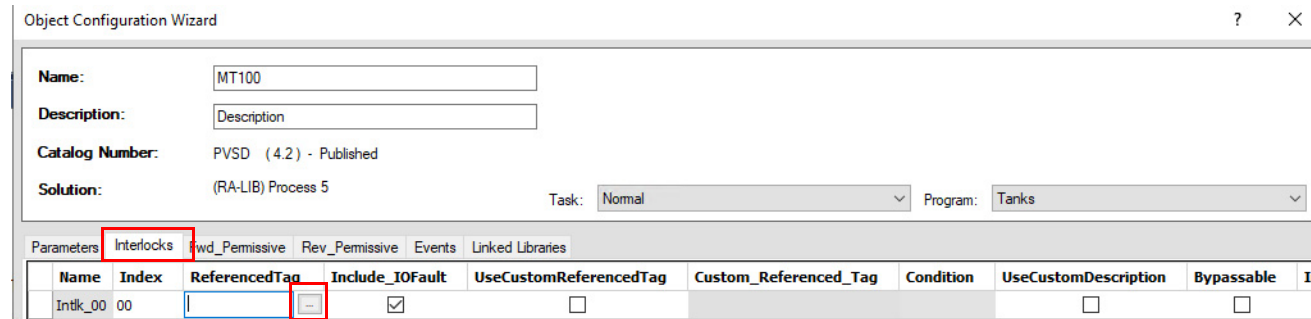 Object Configuration Wizard ? ×
Name: MT100
Description: Description
Catalog Number: PVSD (4.2) - Published
Solution: (RA-LIB) Process 5 Task: Normal Program: Tanks
Parameters Interlocks Fwd_Permissive Rev_Permissive Events Linked Libraries
Name Index ReferencedTag Include_IOFault UseCustomReferencedTag Custom_Referenced_Tag Condition UseCustomDescription Bypassable
Intlk_00 00 ...